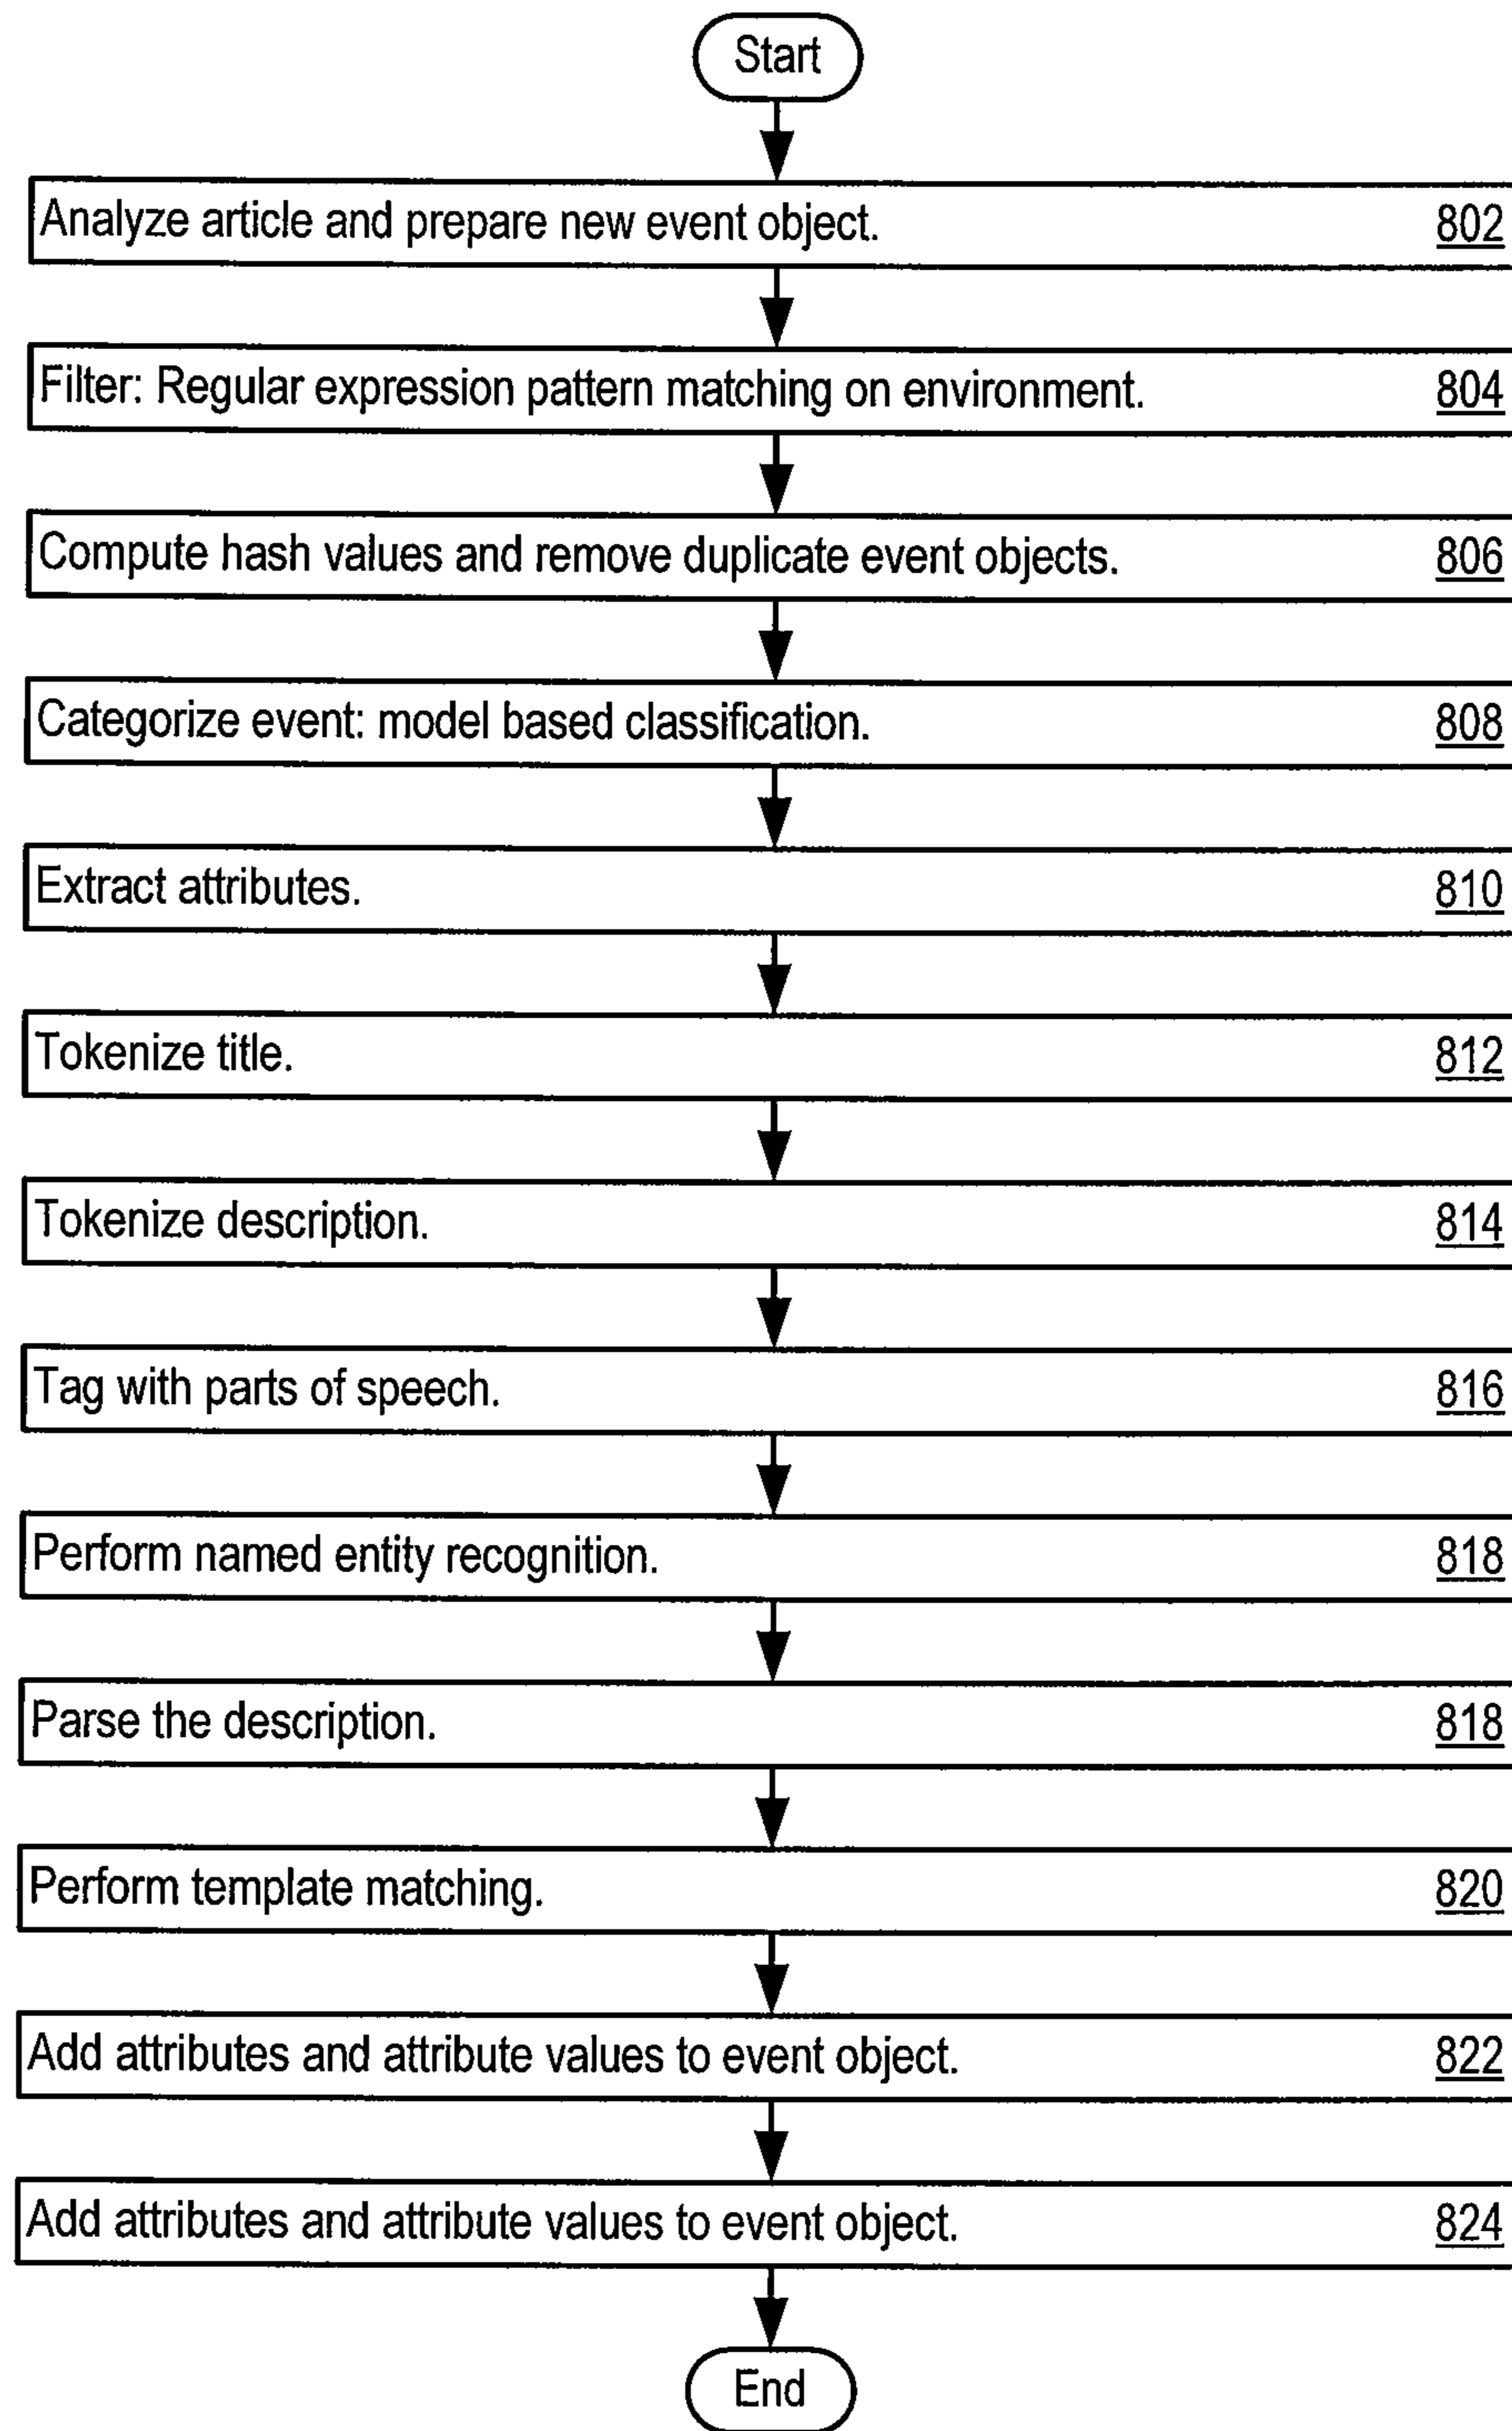 Start
Analyze article and prepare new event object. 802
Filter: Regular expression pattern matching on environment. 804
Compute hash values and remove duplicate event objects. 806
Categorize event: model based classification. 808
Extract attributes. 810
Tokenize title. 812
Tokenize description. 814
Tag with parts of speech. 816
Perform named entity recognition. 818
Parse the description. 818
Perform template matching. 820
Add attributes and attribute values to event object. 822
Add attributes and attribute values to event object. 824
End